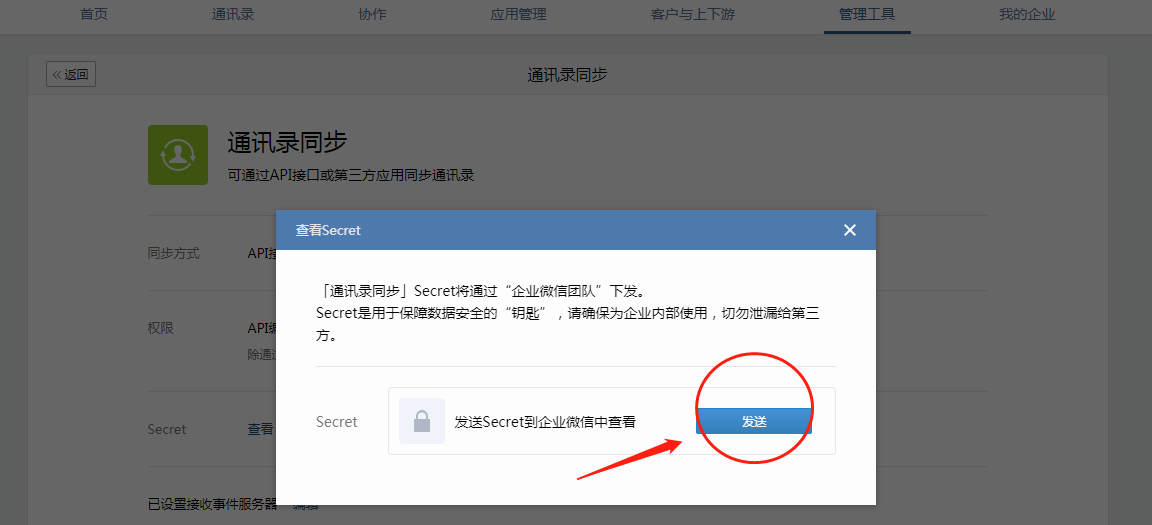 首页 通讯录 协作 应用管理 客户与上下游 管理工具 我的企业
返回 通讯录同步
通讯录同步
可通过API接口或第三方应用同步通讯录
查看Secret
同步方式 API
「通讯录同步」Secret将通过“企业微信团队”下发。
Secret是用于保障数据安全的“钥匙”，请确保为企业内部使用，切勿泄漏给第三
方。
权限 API
除通
Secret 查看
Secret 发送Secret到企业微信中查看 发送
已设置接收事件服务器